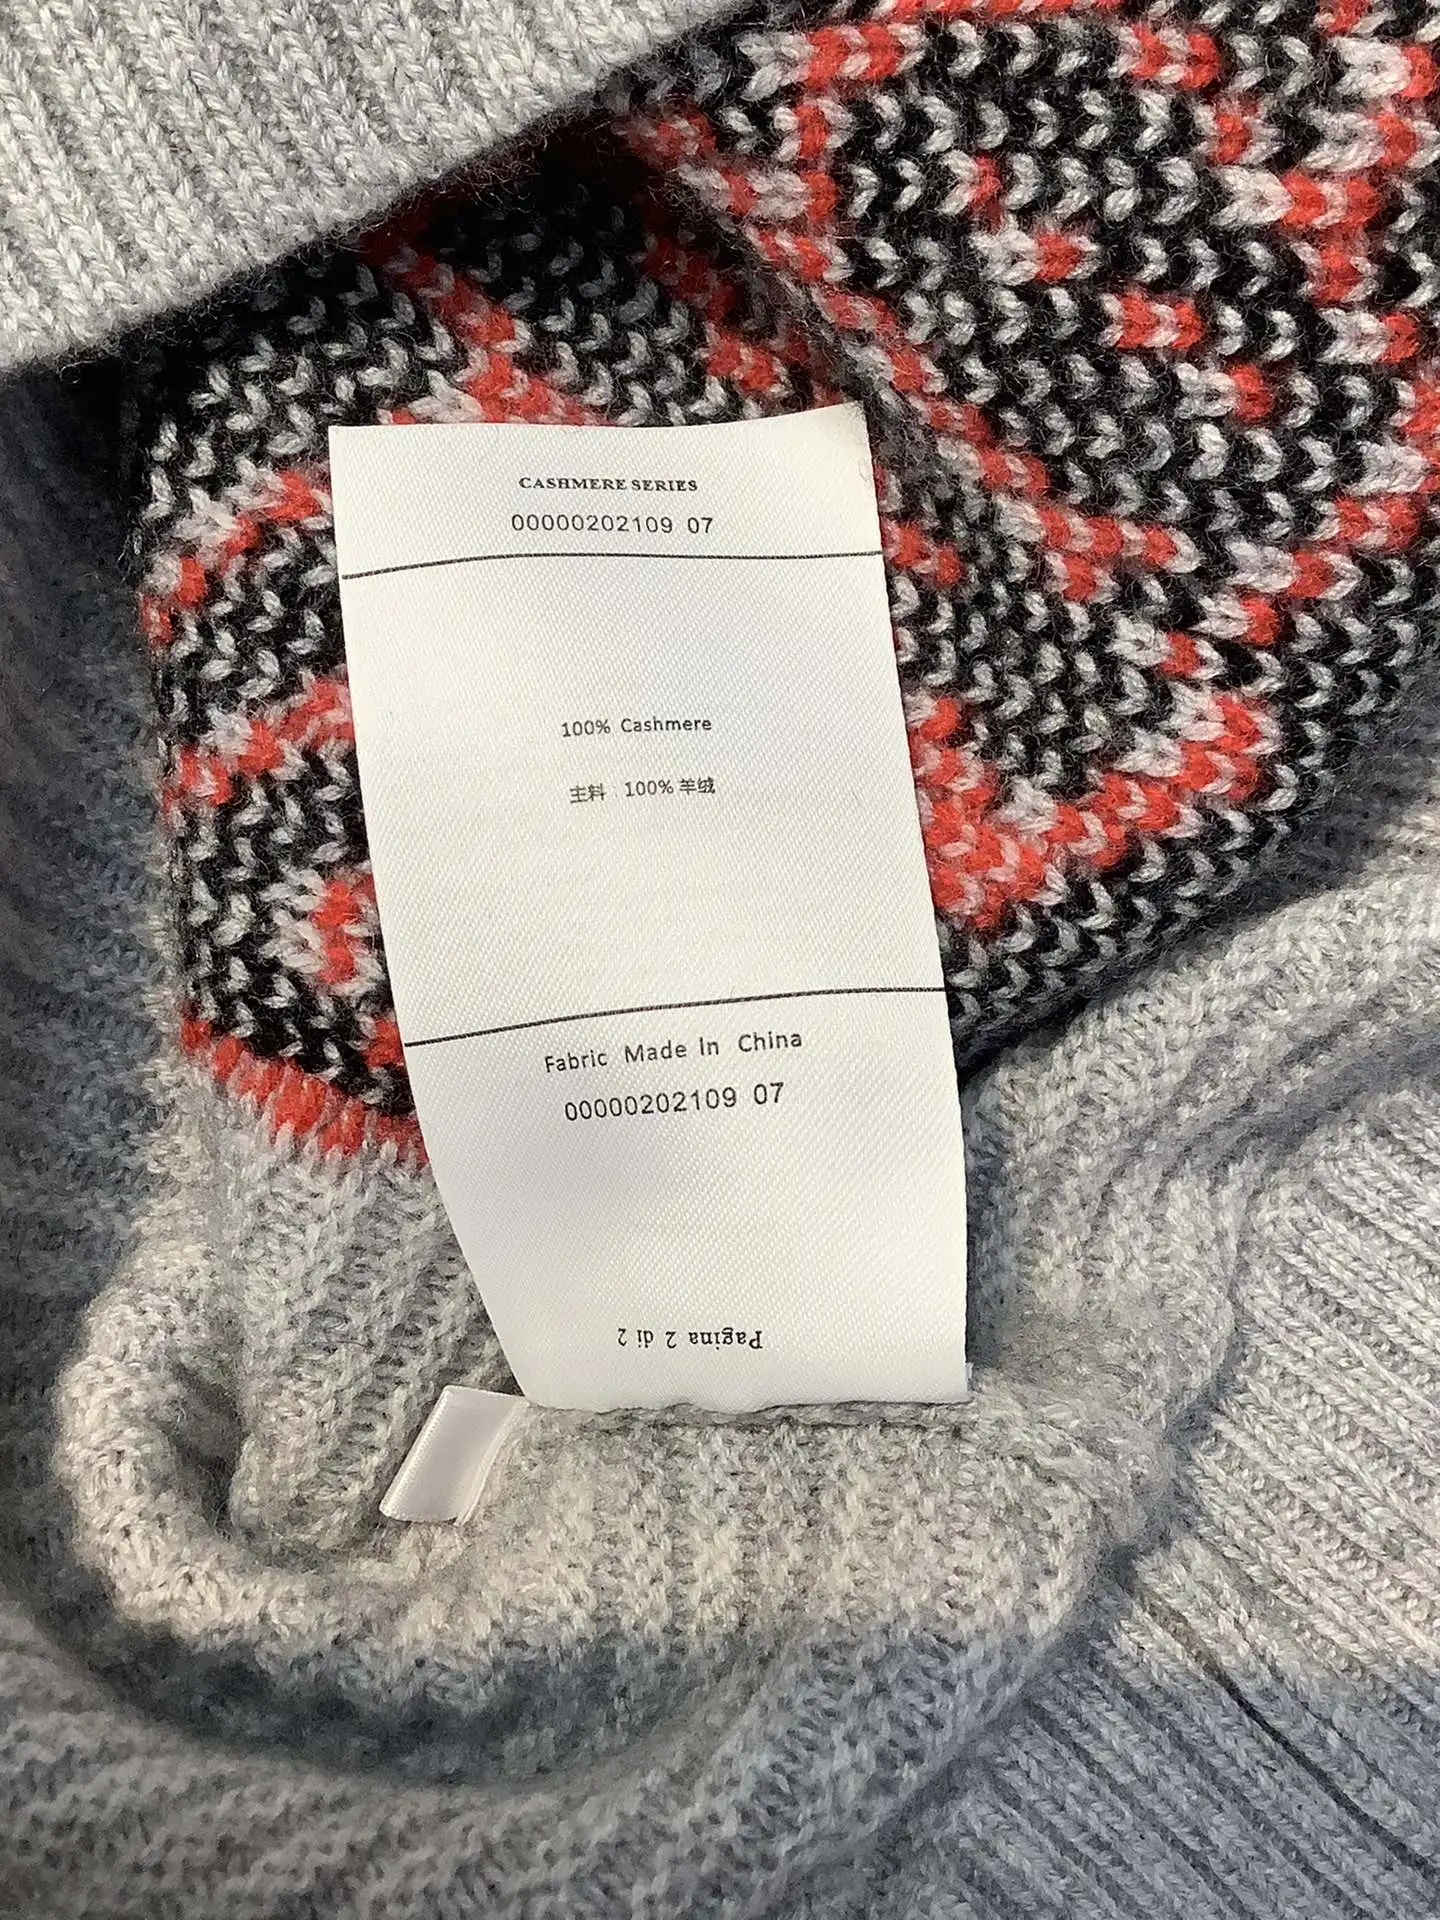 CASHMERE SERIES
00000202109 07
100% Cashmere
主料 100% 羊绒
Fabric Made In China
00000202109 07
Pagina 2 di 2